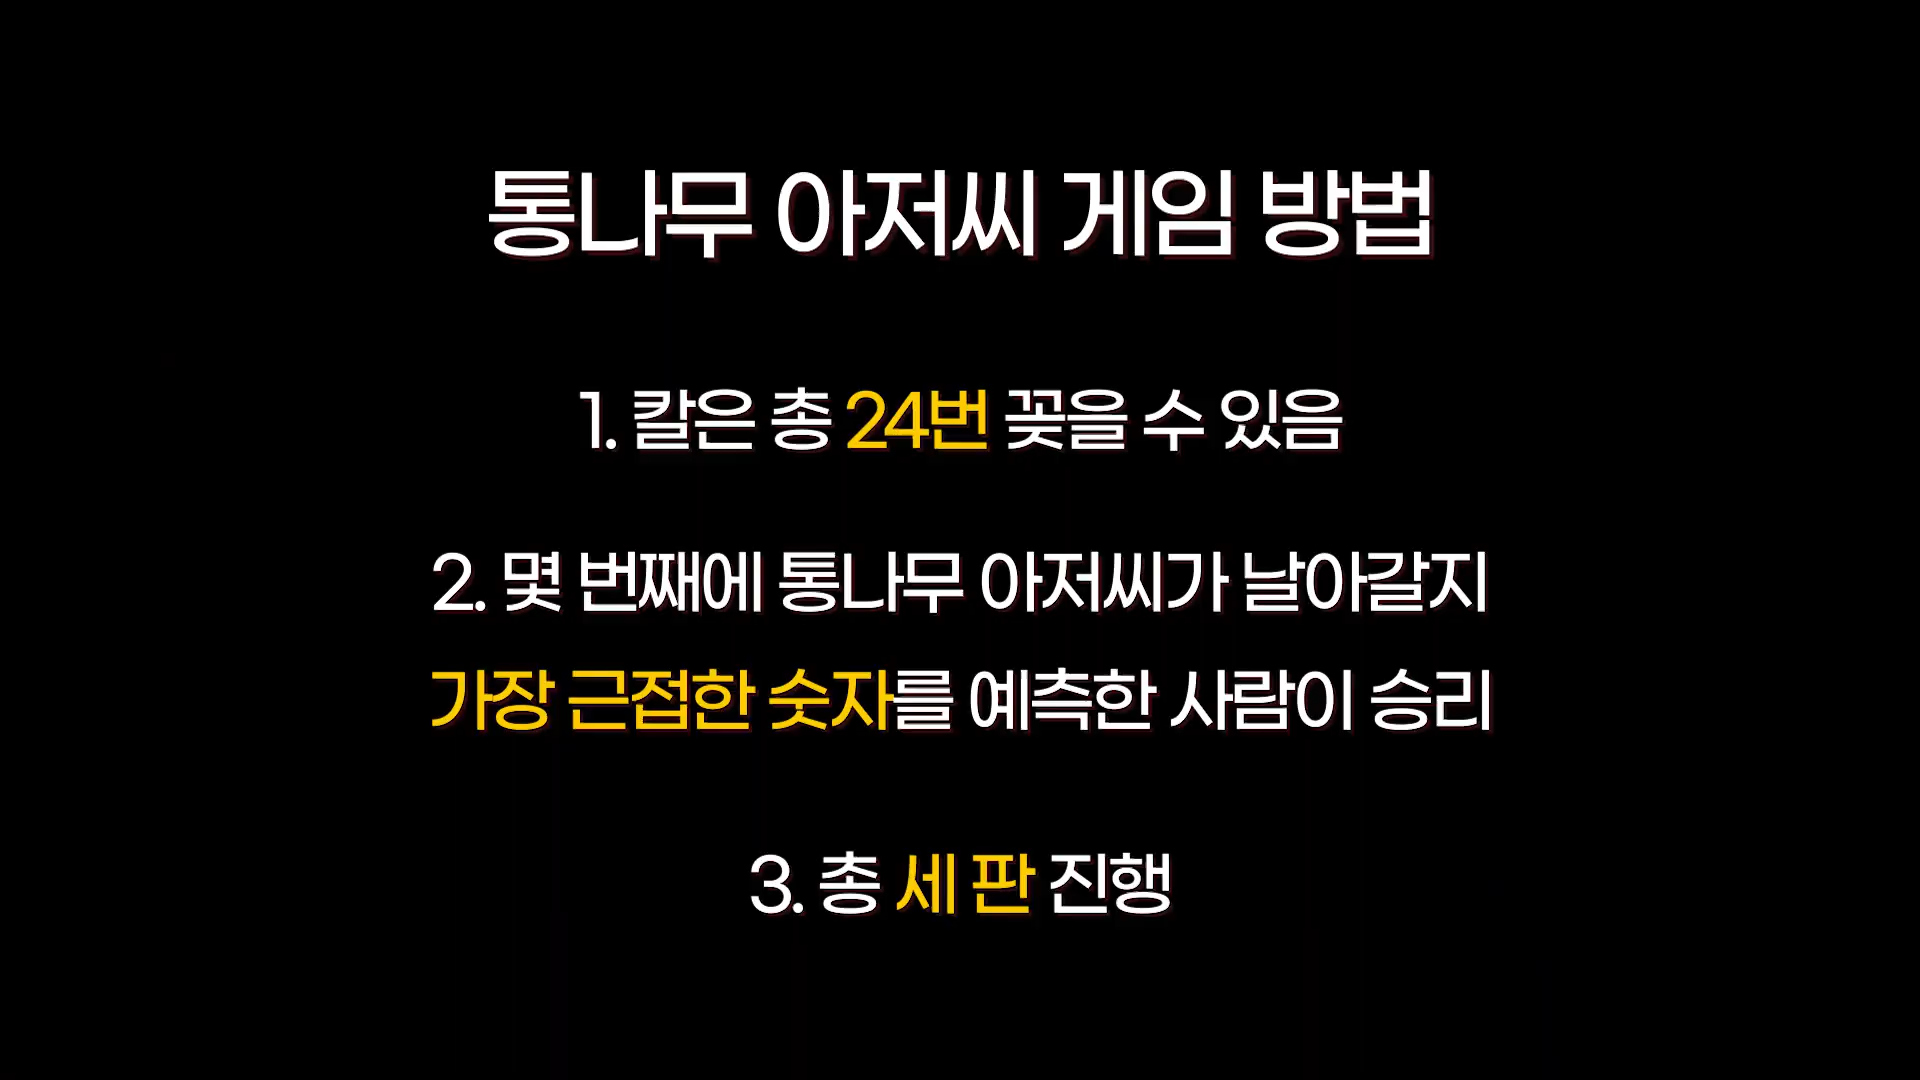 통나무 아저씨 게임 방법
1. 칼은 총 24번 꽂을 수 있음
2. 몇 번째에 통나무 아저씨가 날아갈지
가장 근접한 숫자를 예측한 사람이 승리
3. 총 세 판 진행